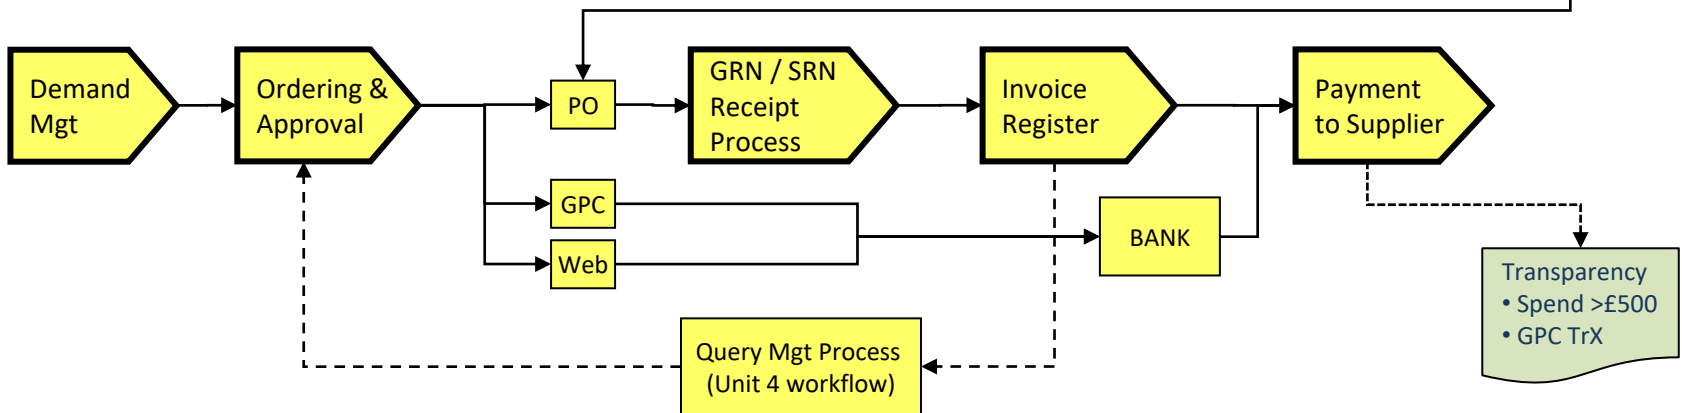 Demand
Mgt
Ordering &
Approval
PO
GRN / SRN
Receipt
Process
Invoice
Register
Payment
to Supplier
GPC
Web
BANK
Query Mgt Process
(Unit 4 workflow)
Transparency
• Spend >£500
• GPC TrX